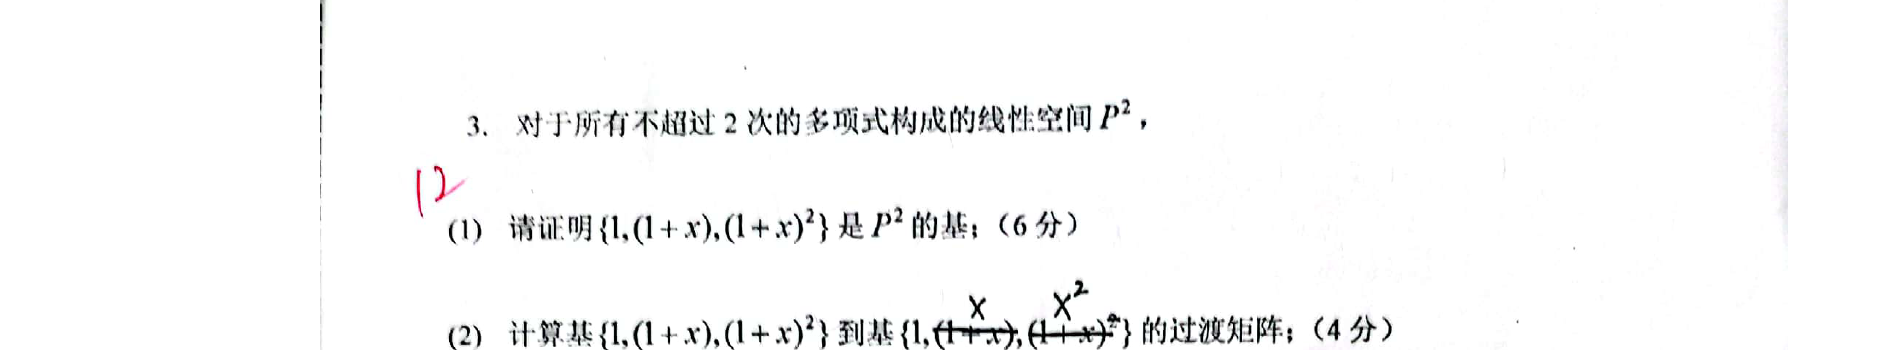 3. 对于所有不超过 2 次的多项式构成的线性空间 P²，
12
(1) 请证明{1,(1+x),(1+x)²} 是 P² 的基；（6 分）
x x²
(2) 计算基{1,(1+x),(1+x)²} 到基{1,(1+x),(1+x)²} 的过渡矩阵；（4 分）